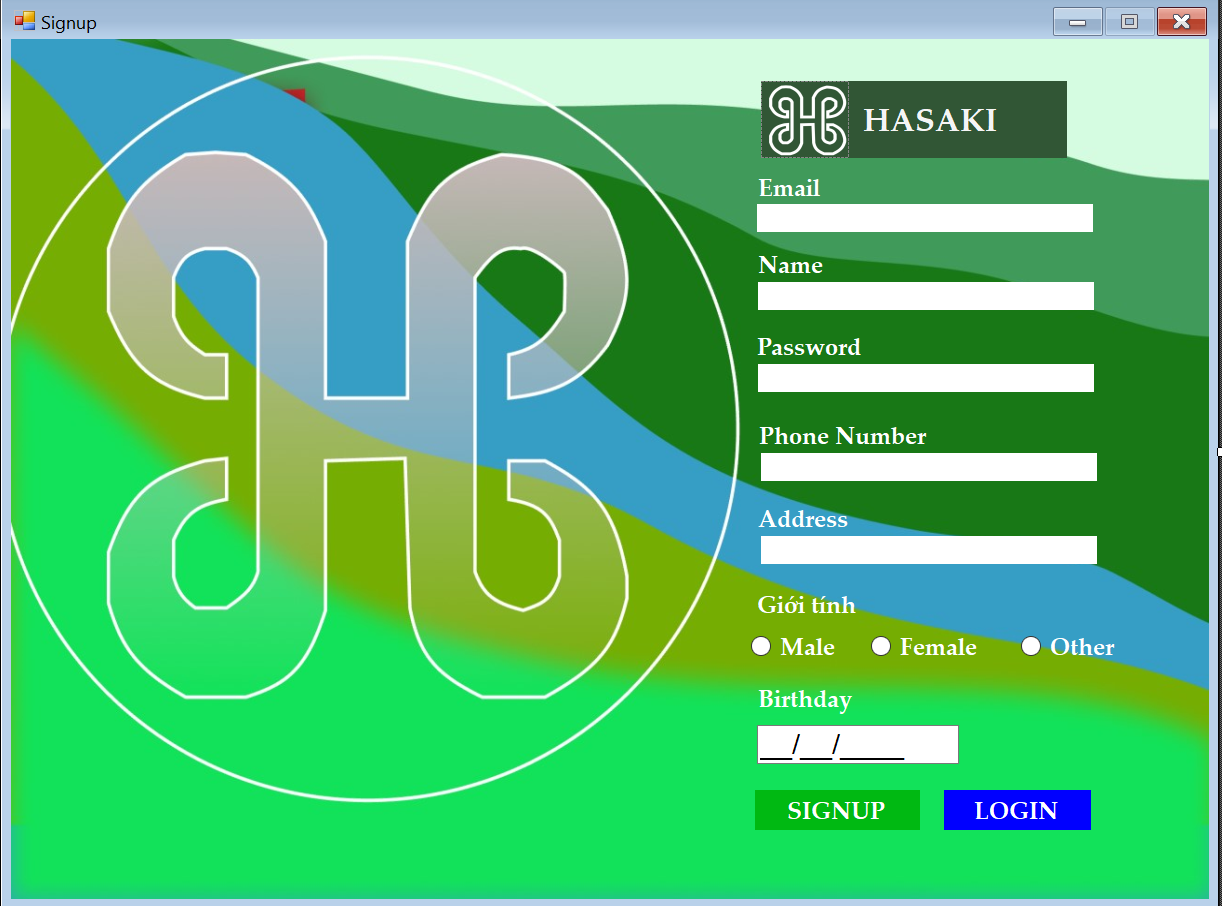 Signup
HASAKI
Email
Name
Password
Phone Number
Address
Giới tính
Male Female Other
Birthday
__/__/____
SIGNUP LOGIN